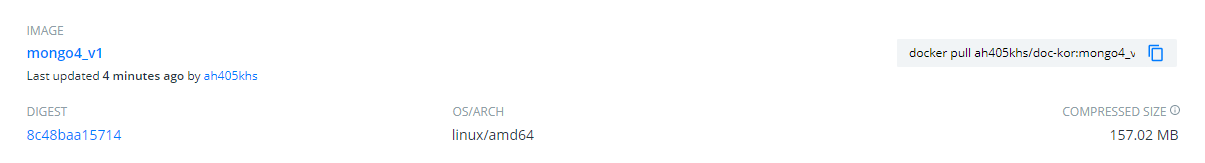 IMAGE
mongo4_v1
docker pull ah405khs/doc-kor:mongo4_v
Last updated 4 minutes ago by ah405khs
DIGEST OS/ARCH COMPRESSED SIZE
8c48baa15714 linux/amd64 157.02 MB